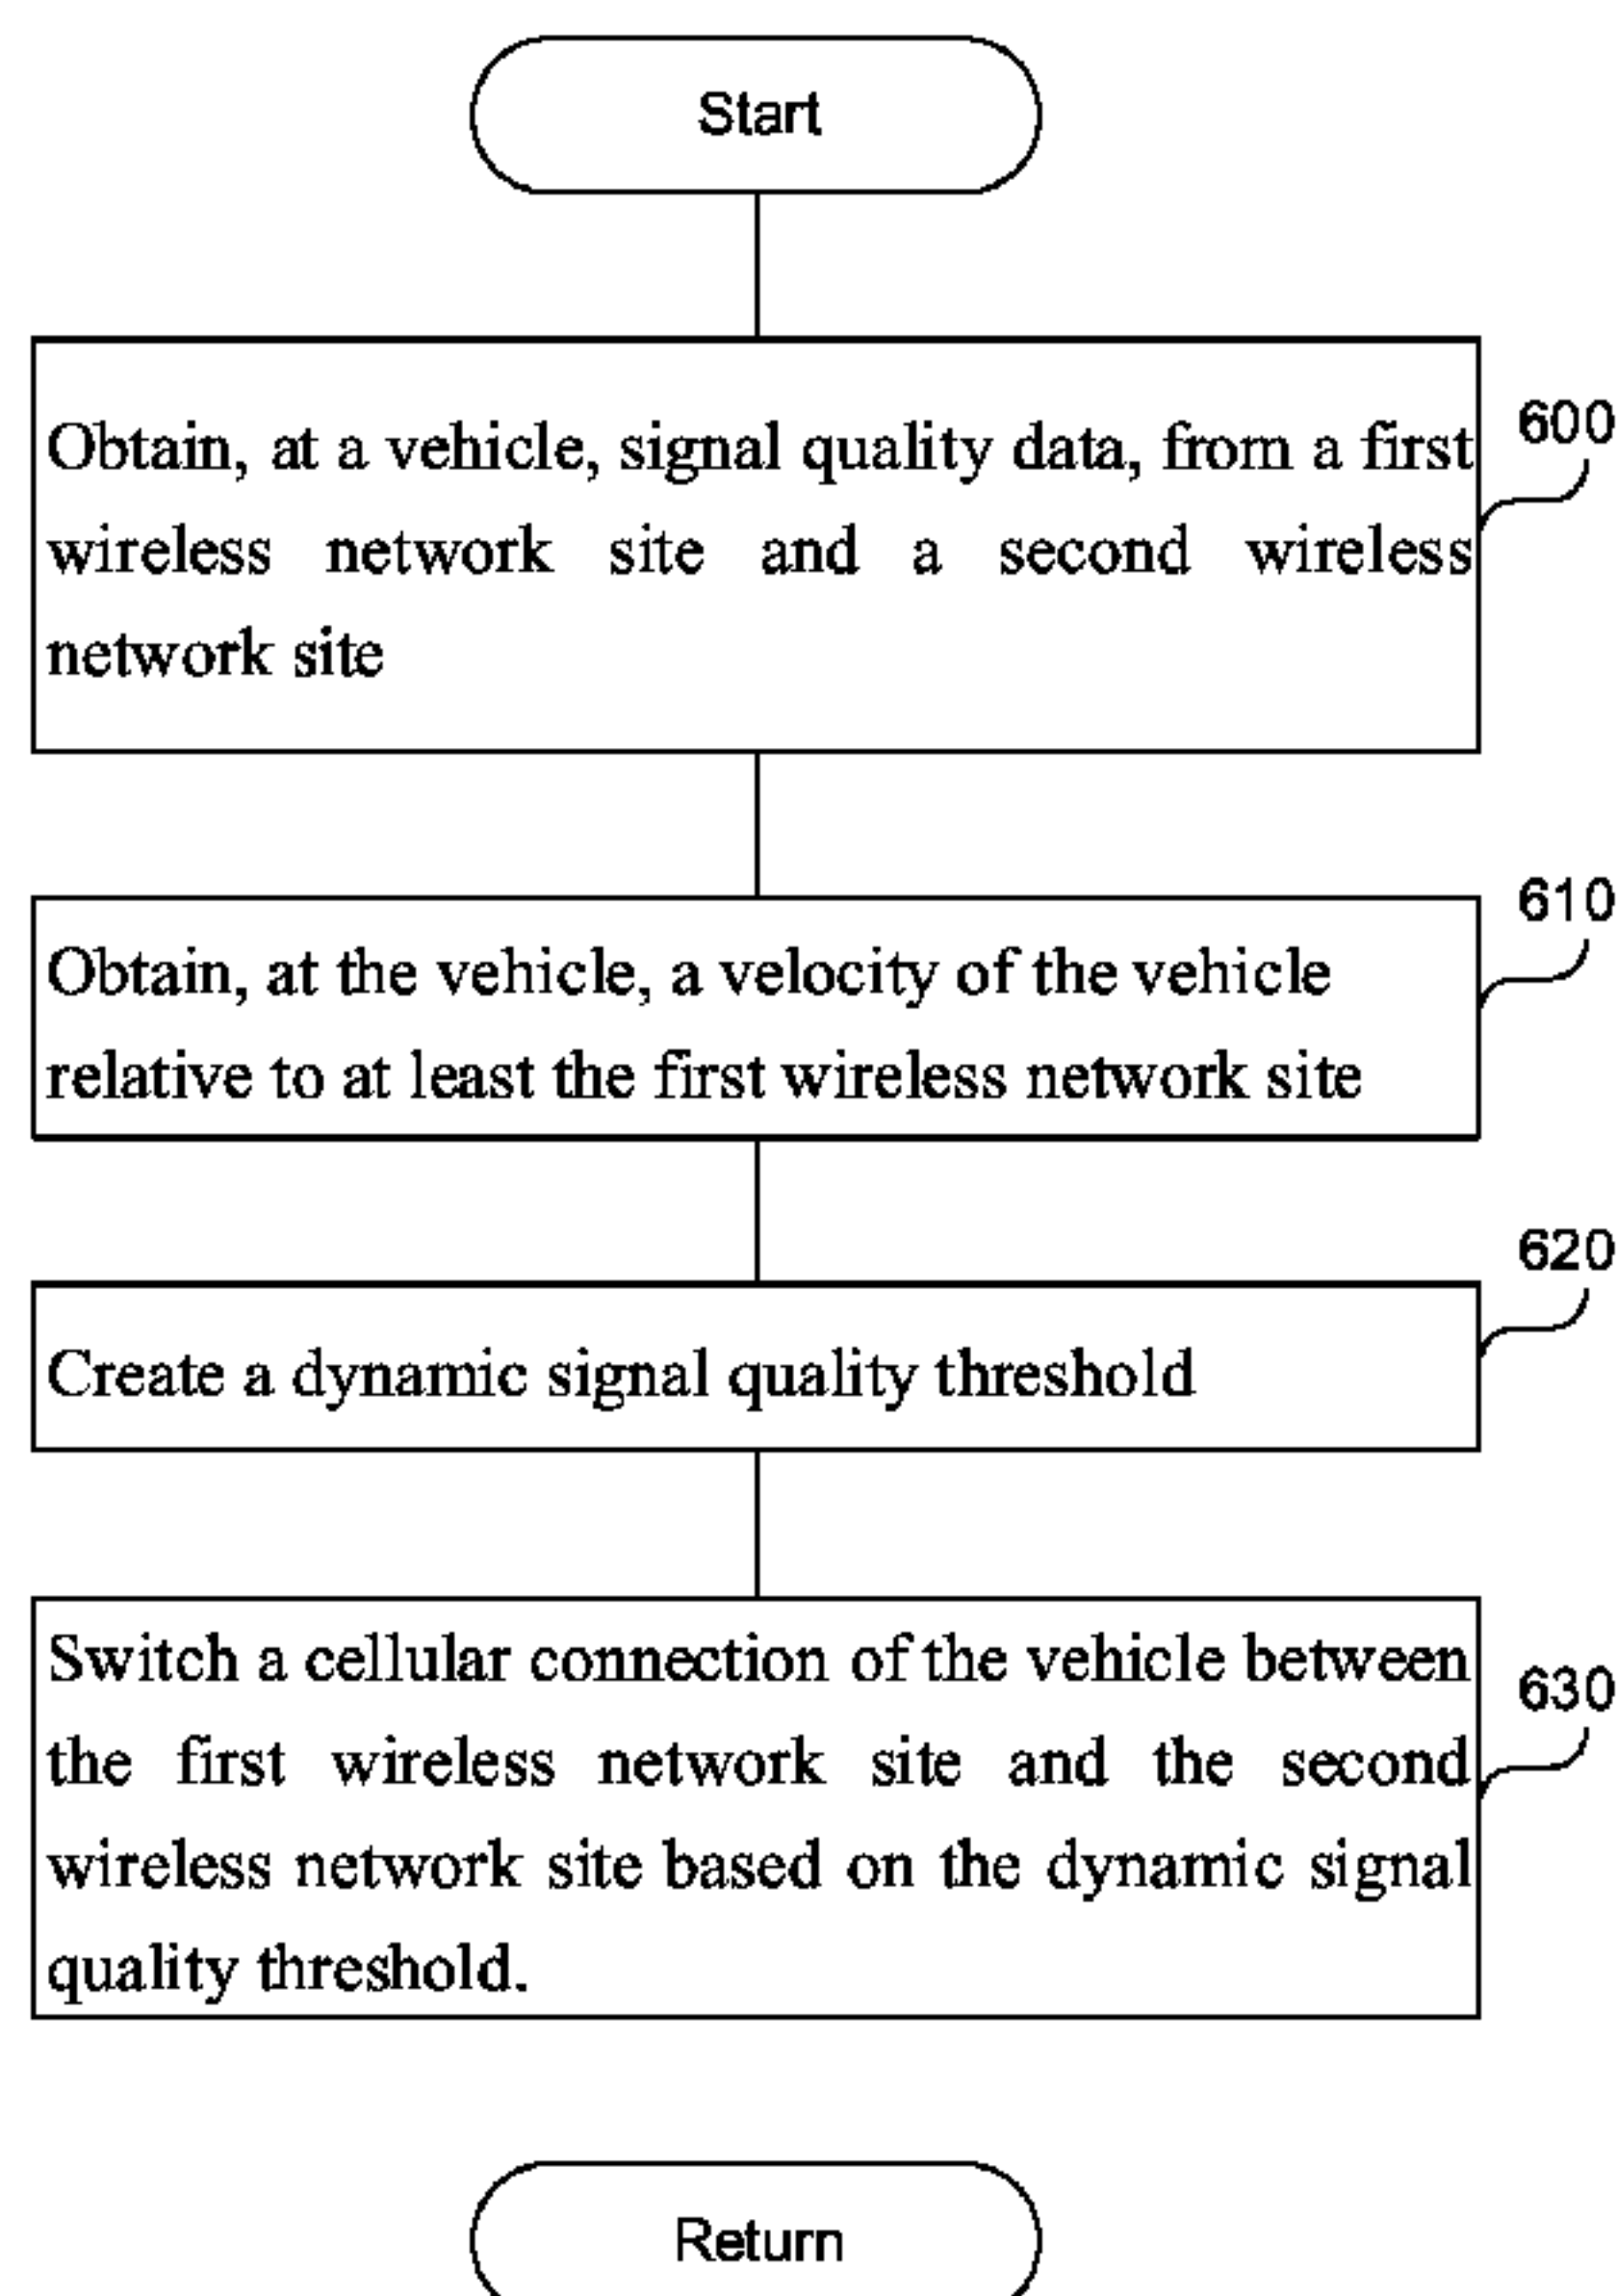 Start
Obtain, at a vehicle, signal quality data, from a first
wireless network site and a second wireless
network site
600
Obtain, at the vehicle, a velocity of the vehicle
relative to at least the first wireless network site
610
Create a dynamic signal quality threshold
620
Switch a cellular connection of the vehicle between
the first wireless network site and the second
wireless network site based on the dynamic signal
quality threshold.
630
Return